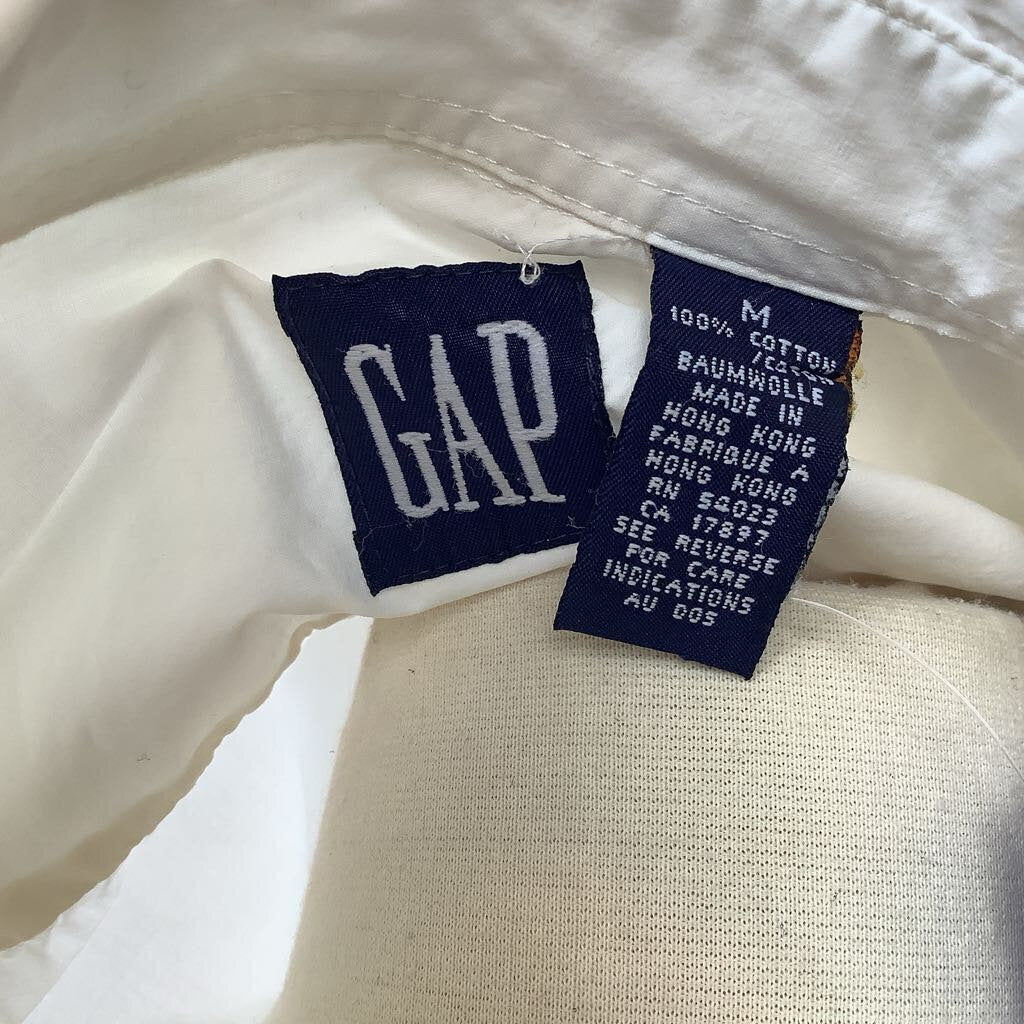 GAP
M
100% COTTON
BAUMWOLLE
MADE IN
HONG KONG
FABRIQUE A
HONG KONG
RN 54023
CA 17897
SEE REVERSE
FOR CARE
INDICATIONS
AU DOS